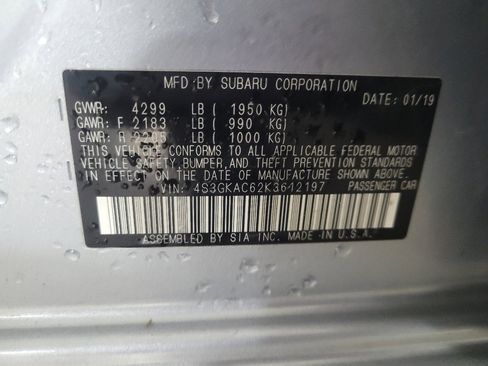 MFD.BY SUBARU CORPORATION
DATE: 01/19
GVWR: 4299 LB ( 1950 KG)
GAWR: F 2183 LB ( 990 KG)
GAWR: R 2205 LB ( 1000 KG)
THIS VEHICLE CONFORMS TO ALL APPLICABLE FEDERAL MOTOR
VEHICLE SAFETY,BUMPER,AND THEFT PREVENTION STANDARDS
IN EFFECT ON THE DATE OF MANUFACTURE SHOWN ABOVE.
VIN: 4S3GKAC62K3612197 PASSENGER CAR
ASSEMBLED BY SIA INC. MADE IN U.S.A.